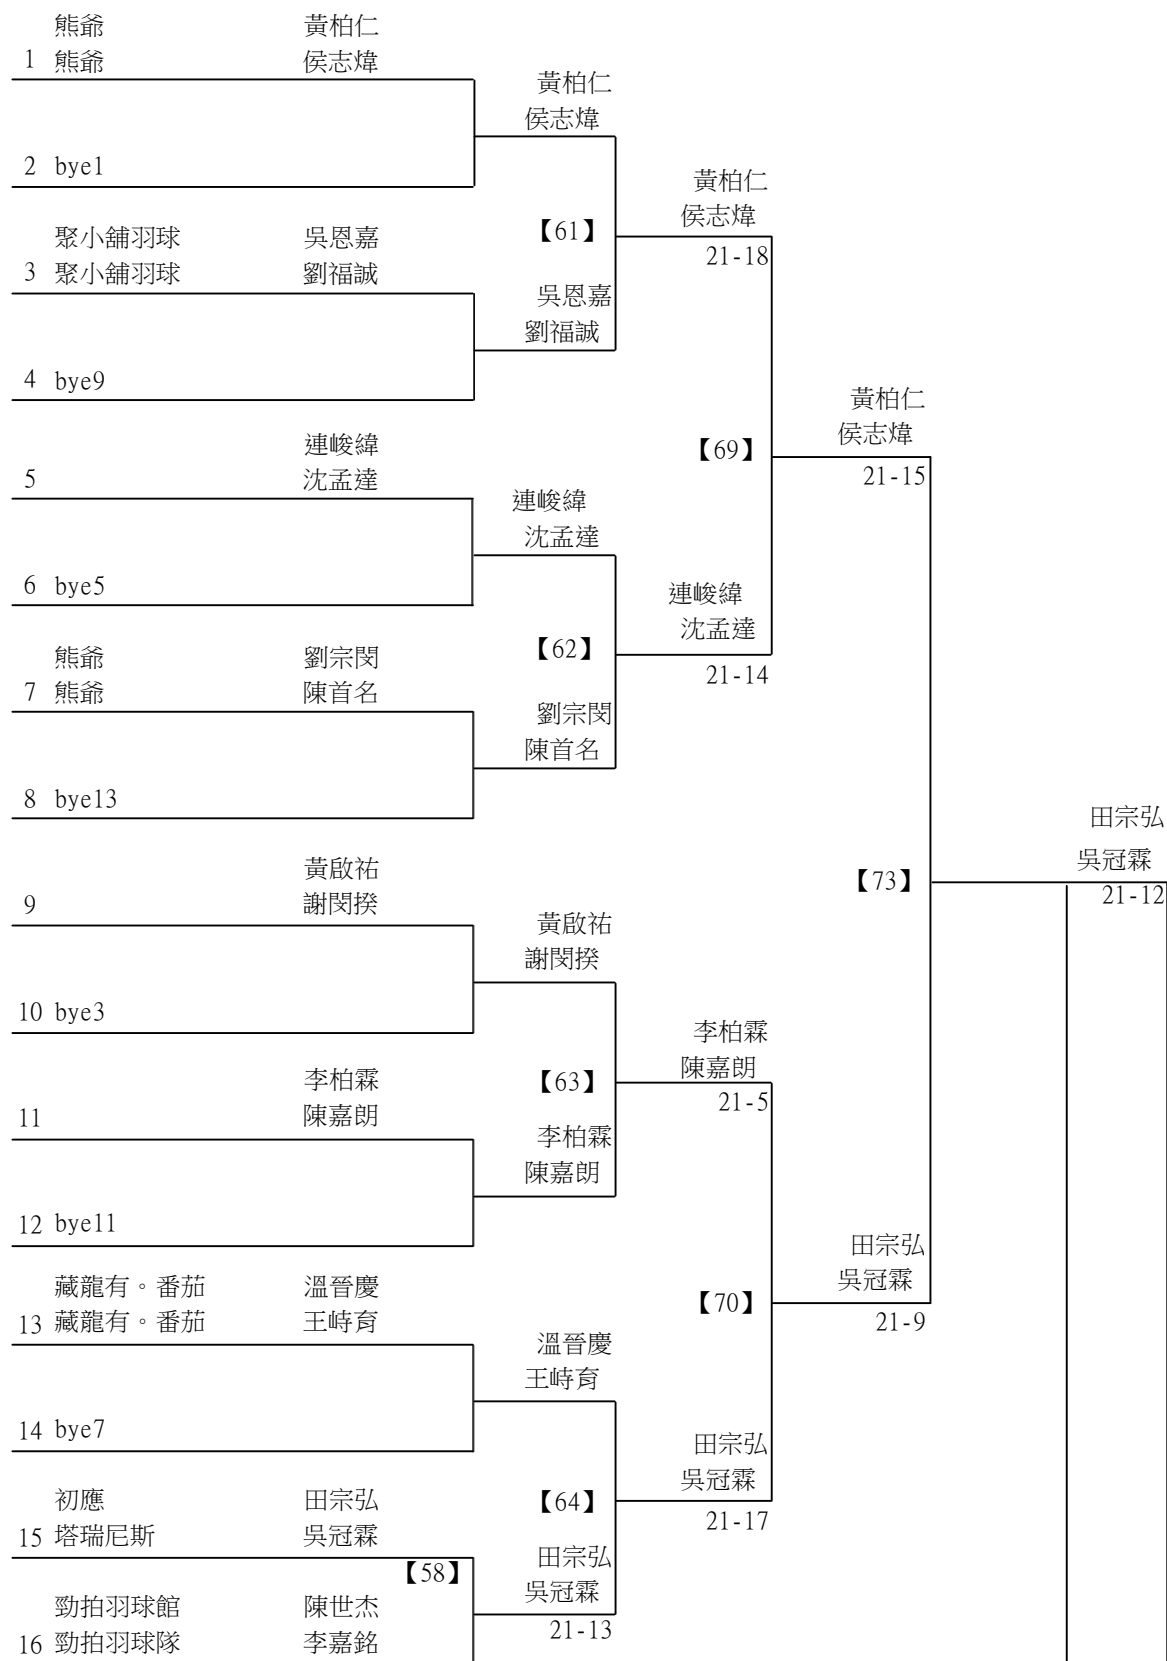 熊爺 黃柏仁
1 熊爺 侯志煒
黃柏仁
侯志煒
2 bye1
黃柏仁
侯志煒
21-18
聚小舖羽球 吳恩嘉
3 聚小舖羽球 劉福誠
【61】
吳恩嘉
劉福誠
4 bye9
黃柏仁
侯志煒
21-15
【69】
連峻緯
5 沈孟達
連峻緯
沈孟達
6 bye5
連峻緯
沈孟達
21-14
【62】
熊爺 劉宗閔
7 熊爺 陳首名
劉宗閔
陳首名
8 bye13
田宗弘
吳冠霖
21-12
【73】
黃啟祐
9 謝閔揆
黃啟祐
謝閔揆
10 bye3
李柏霖
陳嘉朗
21-5
【63】
李柏霖
11 陳嘉朗
李柏霖
陳嘉朗
12 bye11
田宗弘
吳冠霖
21-9
【70】
藏龍有。番茄 溫晉慶
13 藏龍有。番茄 王峙育
溫晉慶
王峙育
14 bye7
田宗弘
吳冠霖
21-17
【64】
初應 田宗弘
15 塔瑞尼斯 吳冠霖
【58】
田宗弘
吳冠霖
21-13
勁拍羽球館 陳世杰
16 勁拍羽球隊 李嘉銘